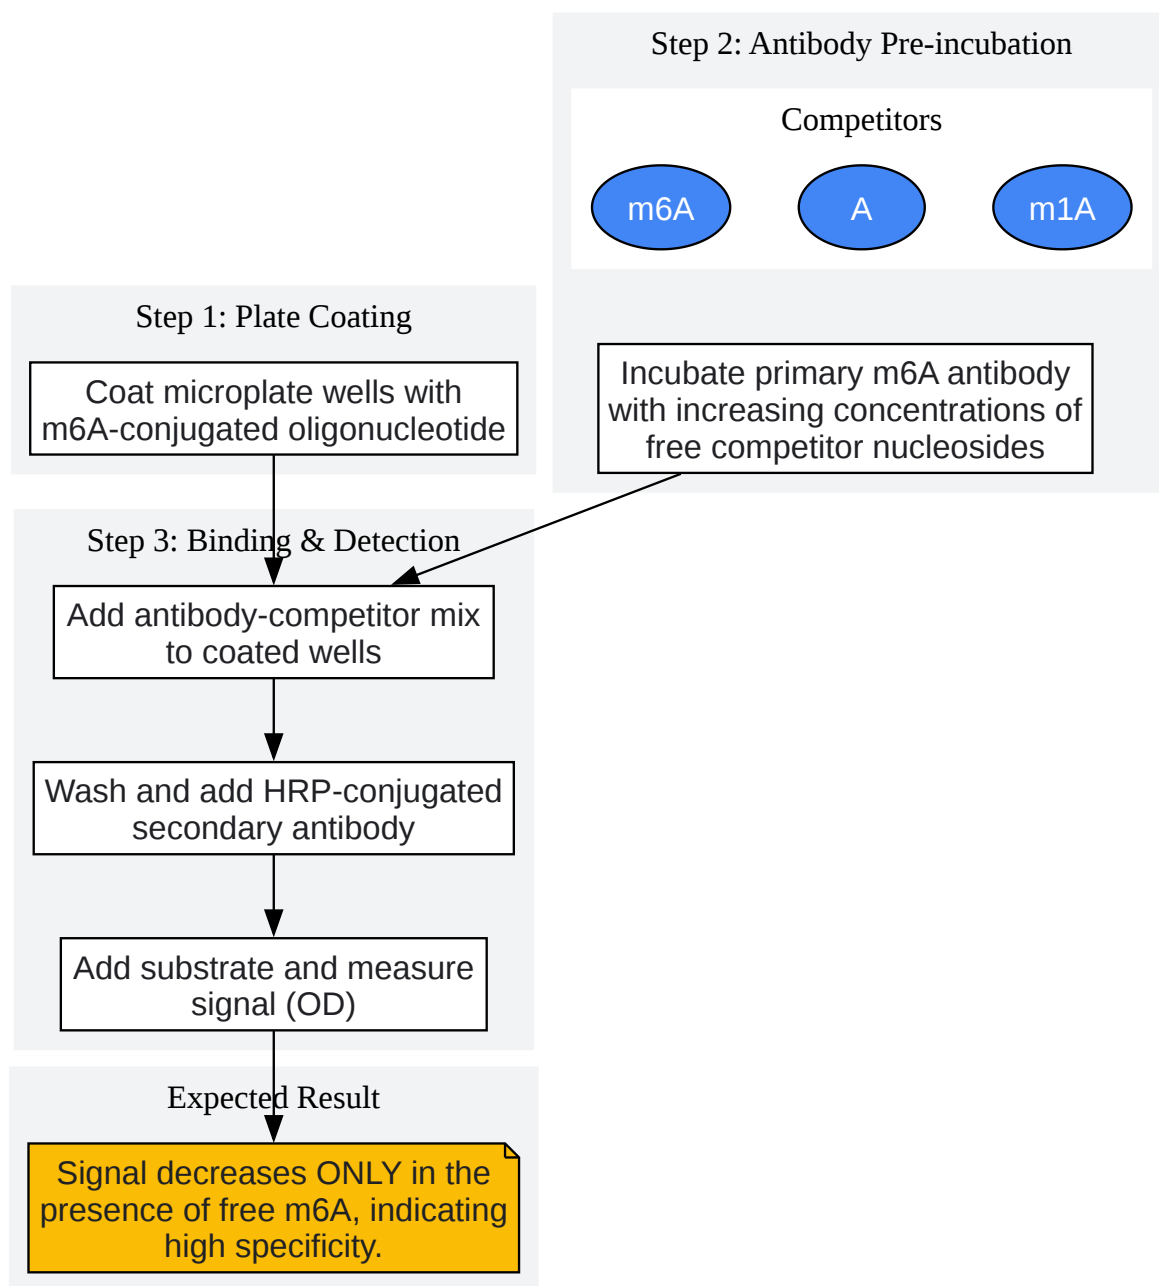 Step 2: Antibody Pre-incubation
Competitors
m6A
A
m1A
Incubate primary m6A antibody
with increasing concentrations of
free competitor nucleosides
Step 1: Plate Coating
Coat microplate wells with
m6A-conjugated oligonucleotide
Step 3: Binding & Detection
Add antibody-competitor mix
to coated wells
Wash and add HRP-conjugated
secondary antibody
Add substrate and measure
signal (OD)
Expected Result
Signal decreases ONLY in the
presence of free m6A, indicating
high specificity.